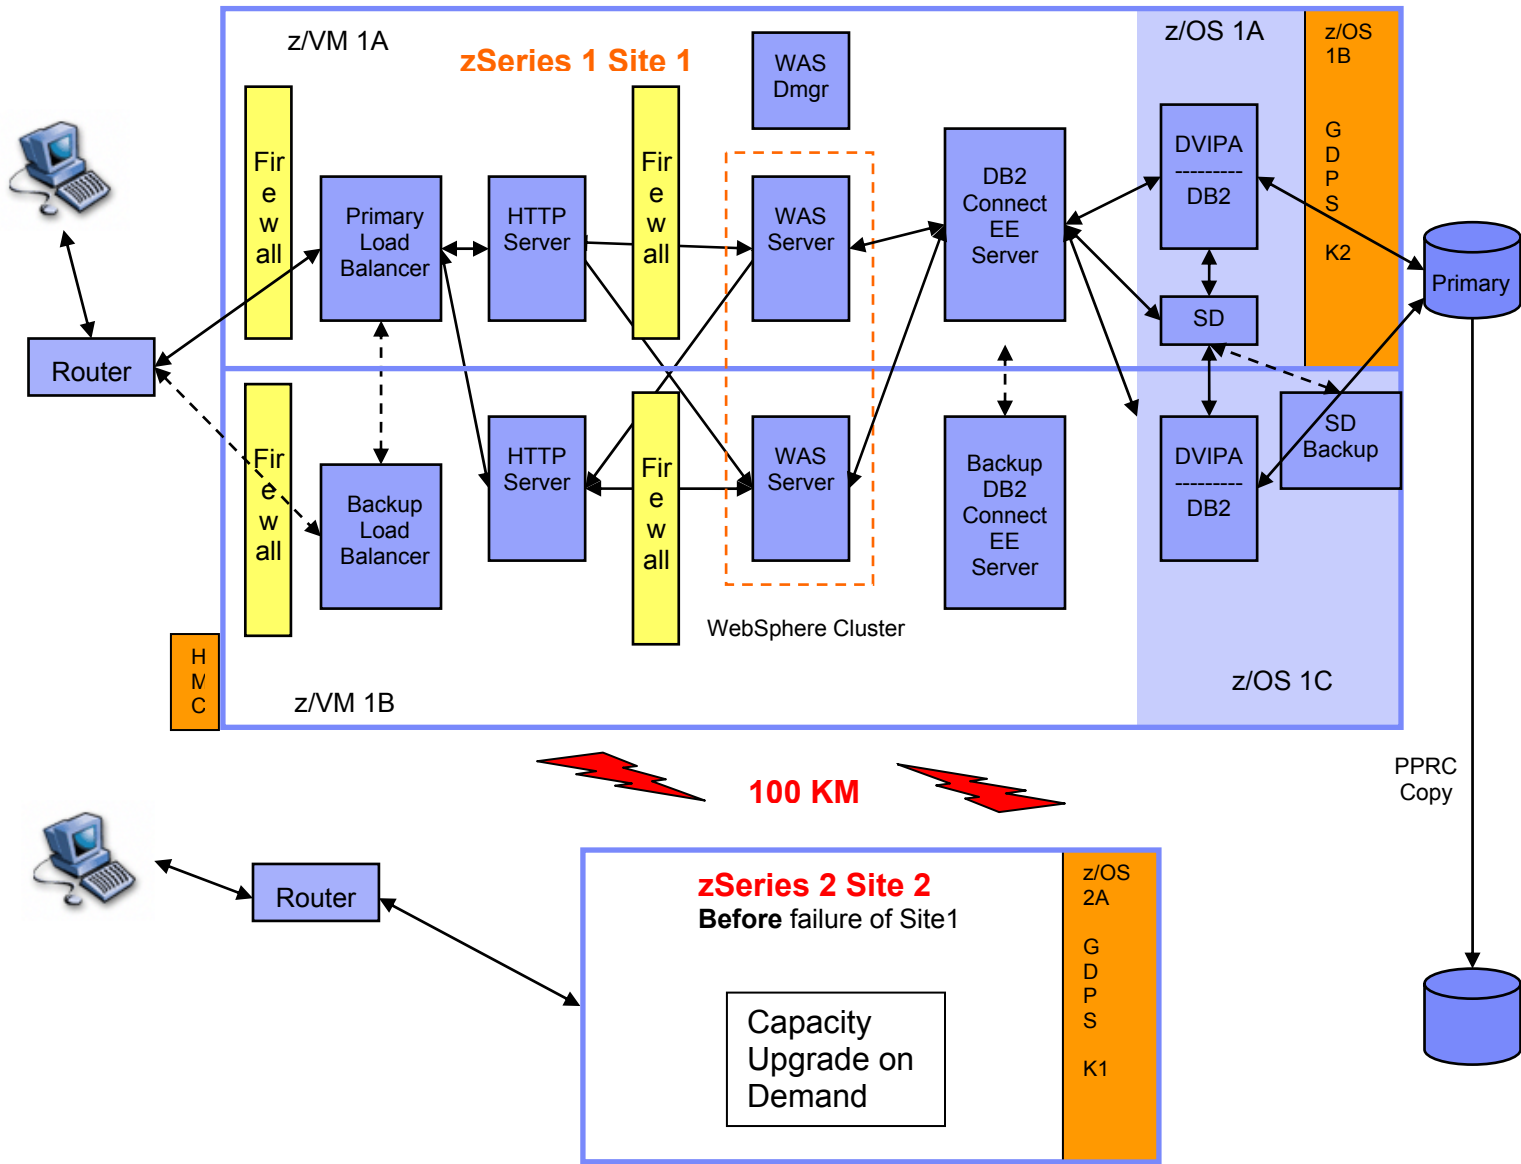 z/VM 1A
zSeries 1 Site 1
WAS
Dmgr
z/OS 1A
z/OS
1B
G
D
P
S
K2
Fir
e
w
all
Primary
Load
Balancer
HTTP
Server
Fir
e
w
all
WAS
Server
DB2
Connect
EE
Server
DVIPA
----------
DB2
SD
Primary
Router
Fir
e
w
all
Backup
Load
Balancer
HTTP
Server
Fir
e
w
all
WAS
Server
Backup
DB2
Connect
EE
Server
DVIPA
----------
DB2
SD
Backup
WebSphere Cluster
H
M
C
z/VM 1B
z/OS 1C
100 KM
PPRC
Copy
Router
zSeries 2 Site 2
Before failure of Site1
Capacity
Upgrade on
Demand
z/OS
2A
G
D
P
S
K1